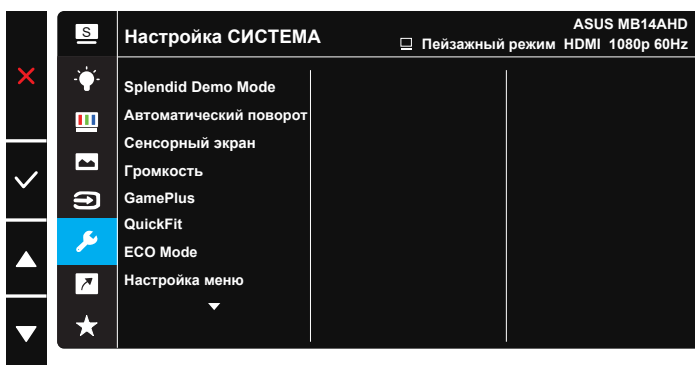 S
Настройка СИСТЕМА
ASUS MB14AHD
Пейзажный режим HDMI 1080p 60Hz
Splendid Demo Mode
Автоматический поворот
Сенсорный экран
Громкость
GamePlus
QuickFit
ECO Mode
Настройка меню